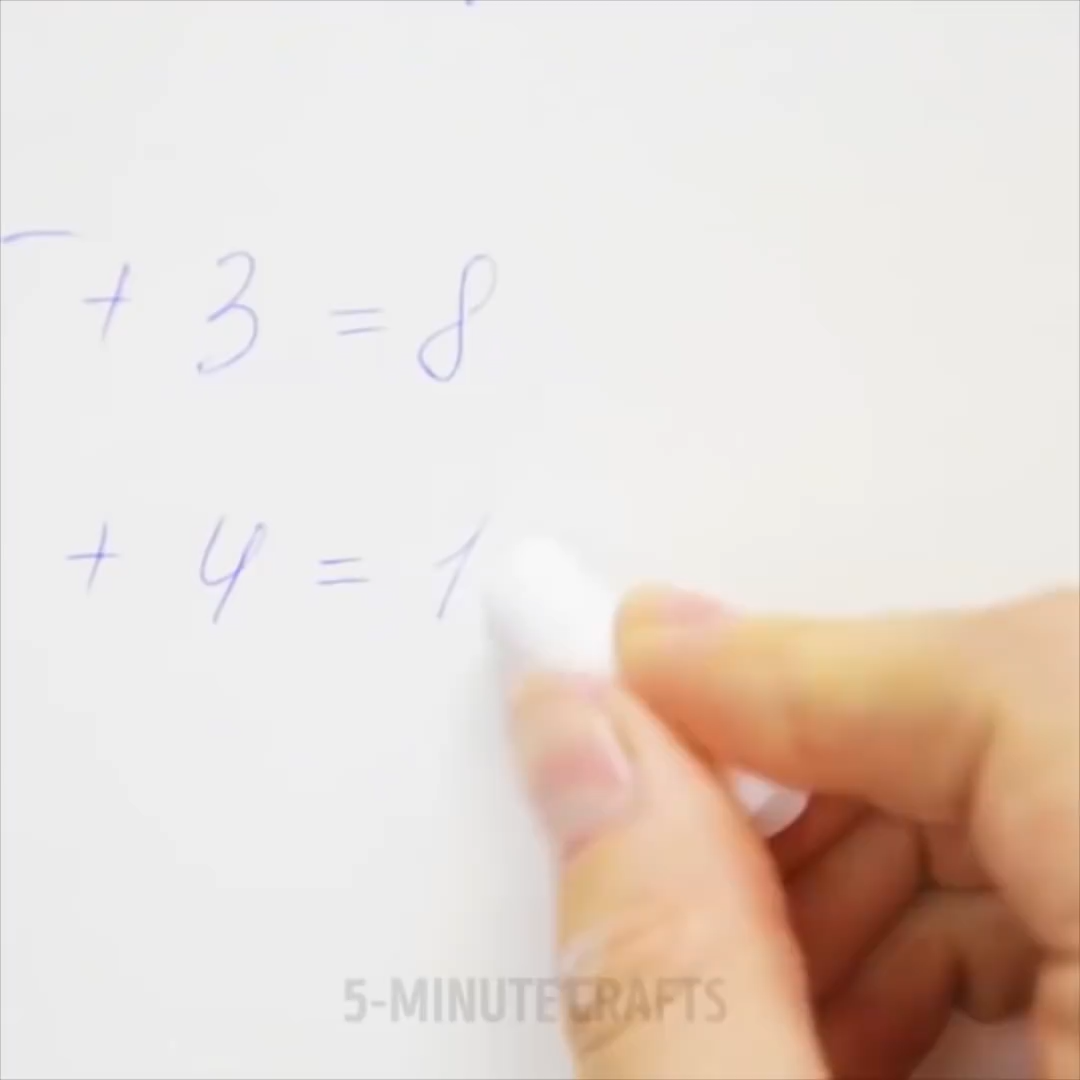 + 3 = 8
+ 4 = 1
5-MINUTE CRAFTS